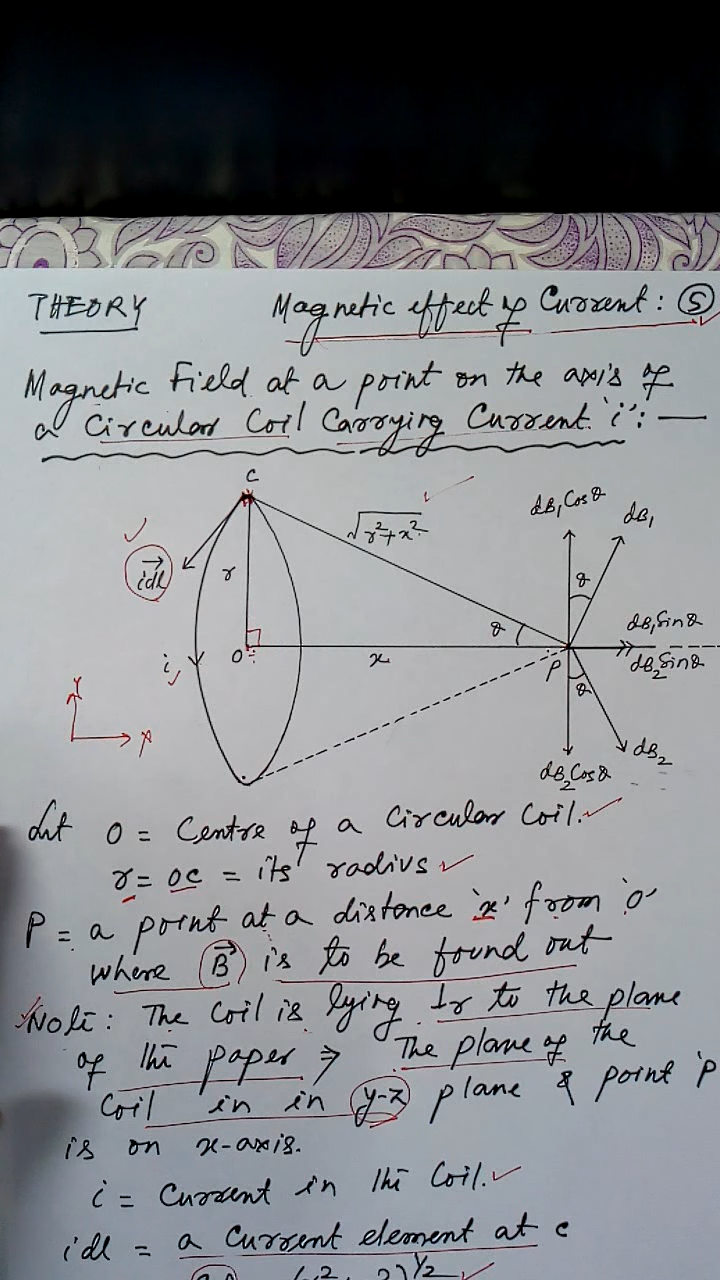 THEORY Magnetic effect of Current: 5
Magnetic Field at a point on the axis of
a Circular Coil Carrying Current 'i': —
C
√r²+x²
dB₁Cosθ
dB₁
idl
r
θ
θ
dB₁Sinθ
O
x
P
dB₂Sinθ
i
θ
Y
X
dB₂
dB₂Cosθ
Let O = Centre of a Circular Coil.
r = OC = its radius
P = a point at a distance 'x' from 'O'
where B⃗ is to be found out
Note: The Coil is lying ⊥r to the plane
of the paper ⇒ The plane of the
Coil in in y-z plane & point 'P'
is on x-axis.
i = Current in the Coil.
idl = a Current element at C